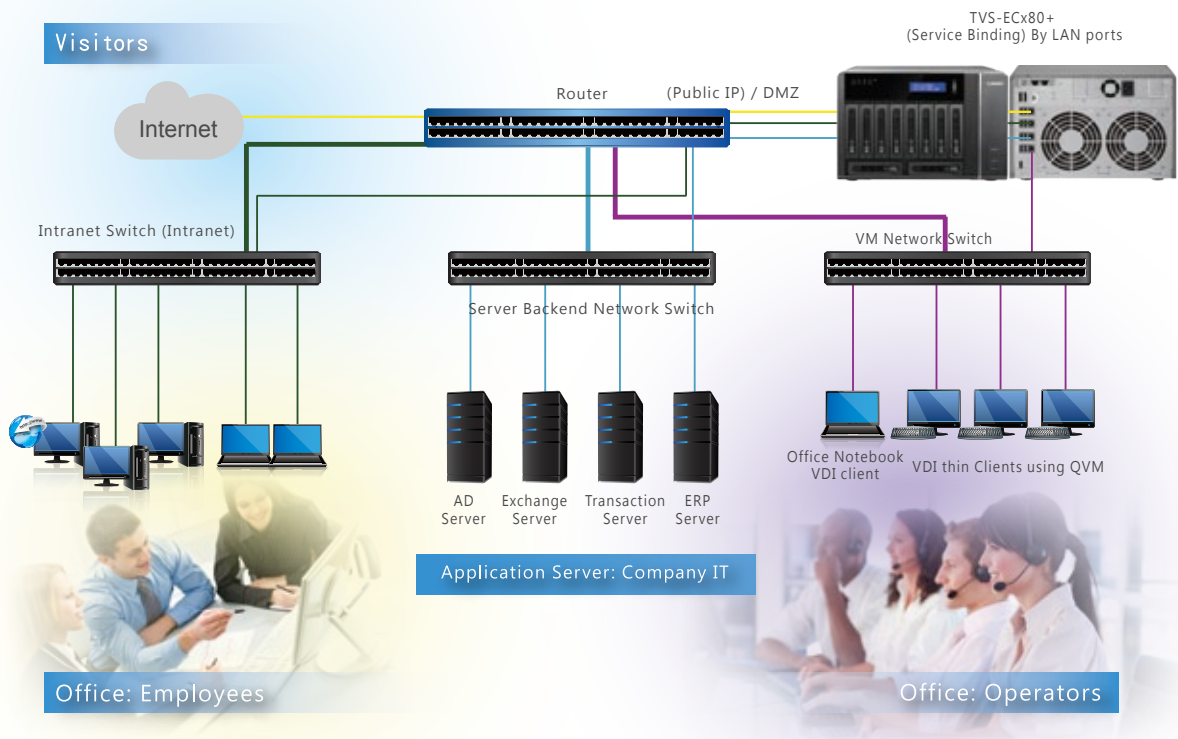 TVS-ECx80+
(Service Binding) By LAN ports
Visitors
Router
(Public IP) / DMZ
Internet
Intranet Switch (Intranet)
VM Network Switch
Server Backend Network Switch
Office Notebook
VDI client
VDI thin Clients using QVM
AD
Server
Exchange
Server
Transaction
Server
ERP
Server
Application Server: Company IT
Office: Employees
Office: Operators